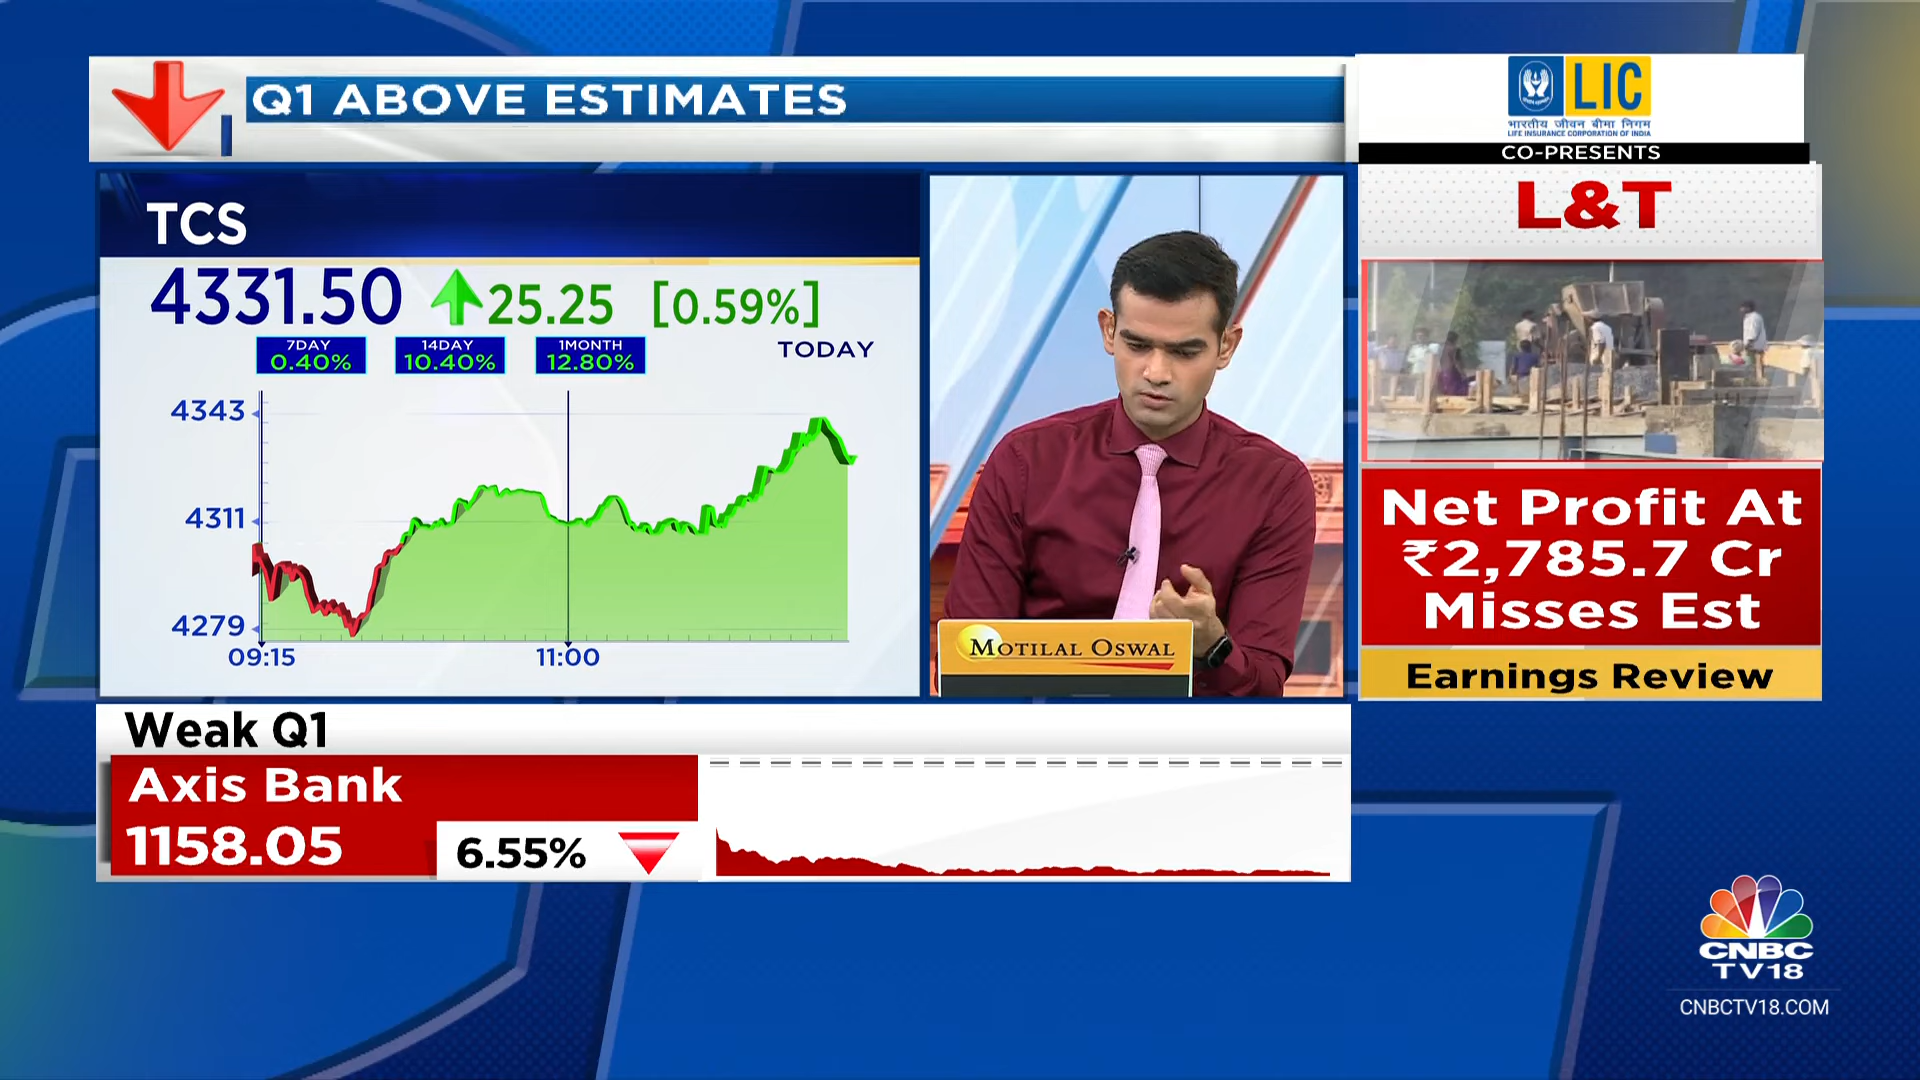 Q1 ABOVE ESTIMATES
LIC
भारतीय जीवन बीमा निगम
LIFE INSURANCE CORPORATION OF INDIA
CO-PRESENTS
TCS
4331.50 25.25 [0.59%]
7DAY
0.40%
14DAY
10.40%
1MONTH
12.80%
TODAY
4343
4311
4279
09:15 11:00
MOTILAL OSWAL
L&T
Net Profit At
₹2,785.7 Cr
Misses Est
Earnings Review
Weak Q1
Axis Bank
1158.05
6.55%
CNBC
TV18
CNBCTV18.COM